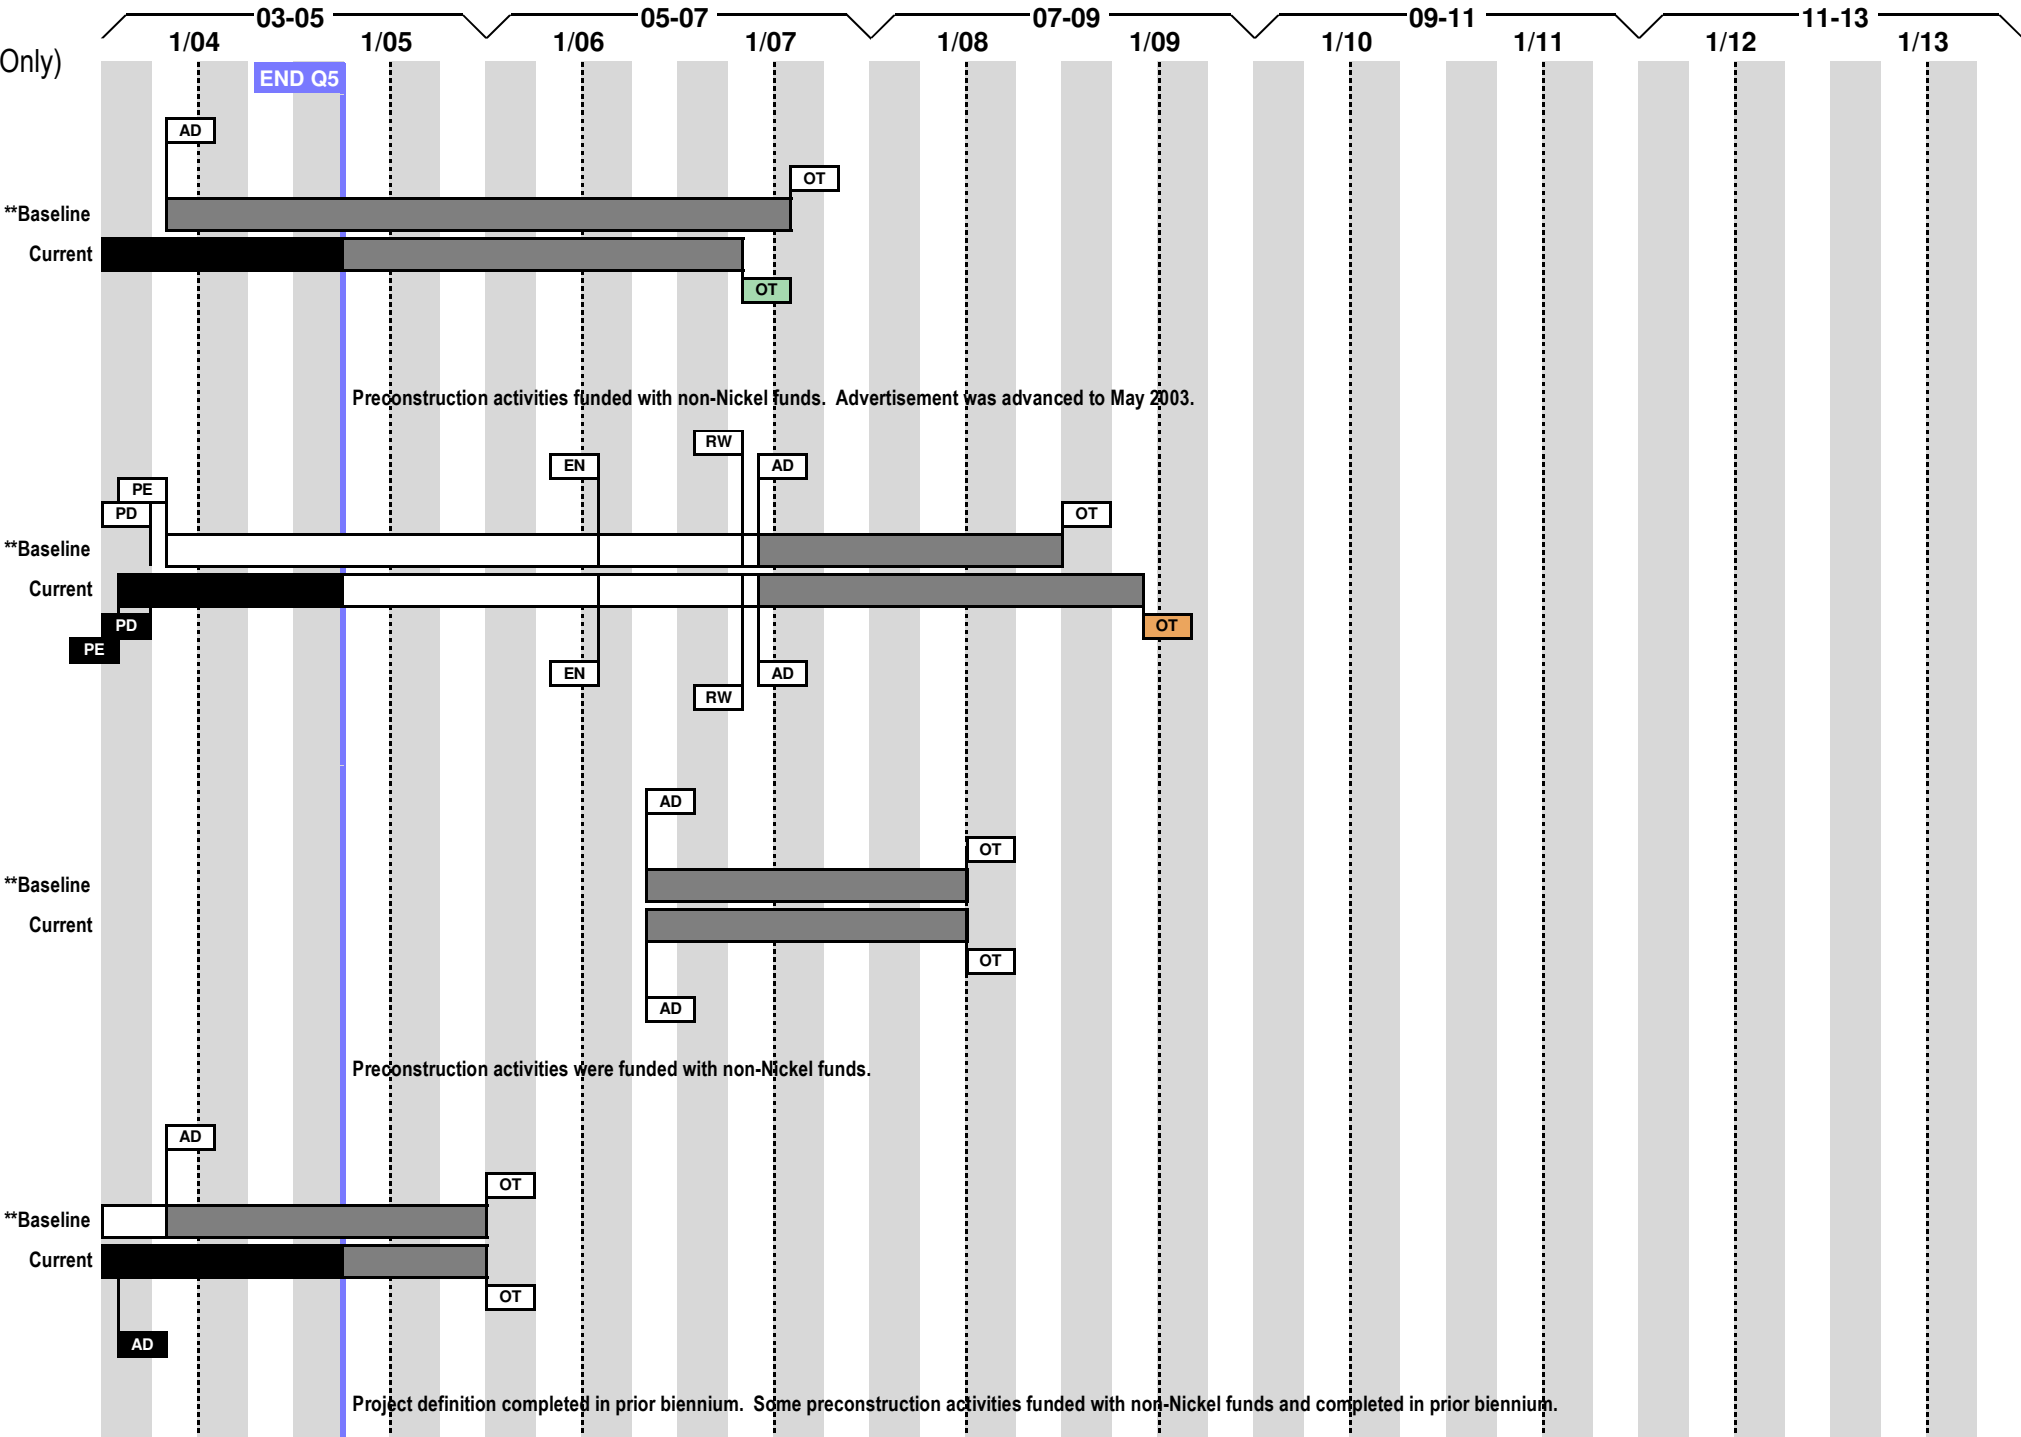 03-05 05-07 07-09 09-11 11-13
1/04 1/05 1/06 1/07 1/08 1/09 1/10 1/11 1/12 1/13
Only)
END Q5
AD
OT
**Baseline
Current
OT
Preconstruction activities funded with non-Nickel funds. Advertisement was advanced to May 2003.
RW
EN AD
PE
PD OT
**Baseline
Current
PD OT
PE
EN AD
RW
AD
OT
**Baseline
Current
OT
AD
Preconstruction activities were funded with non-Nickel funds.
AD
OT
**Baseline
Current
OT
AD
Project definition completed in prior biennium. Some preconstruction activities funded with non-Nickel funds and completed in prior biennium.